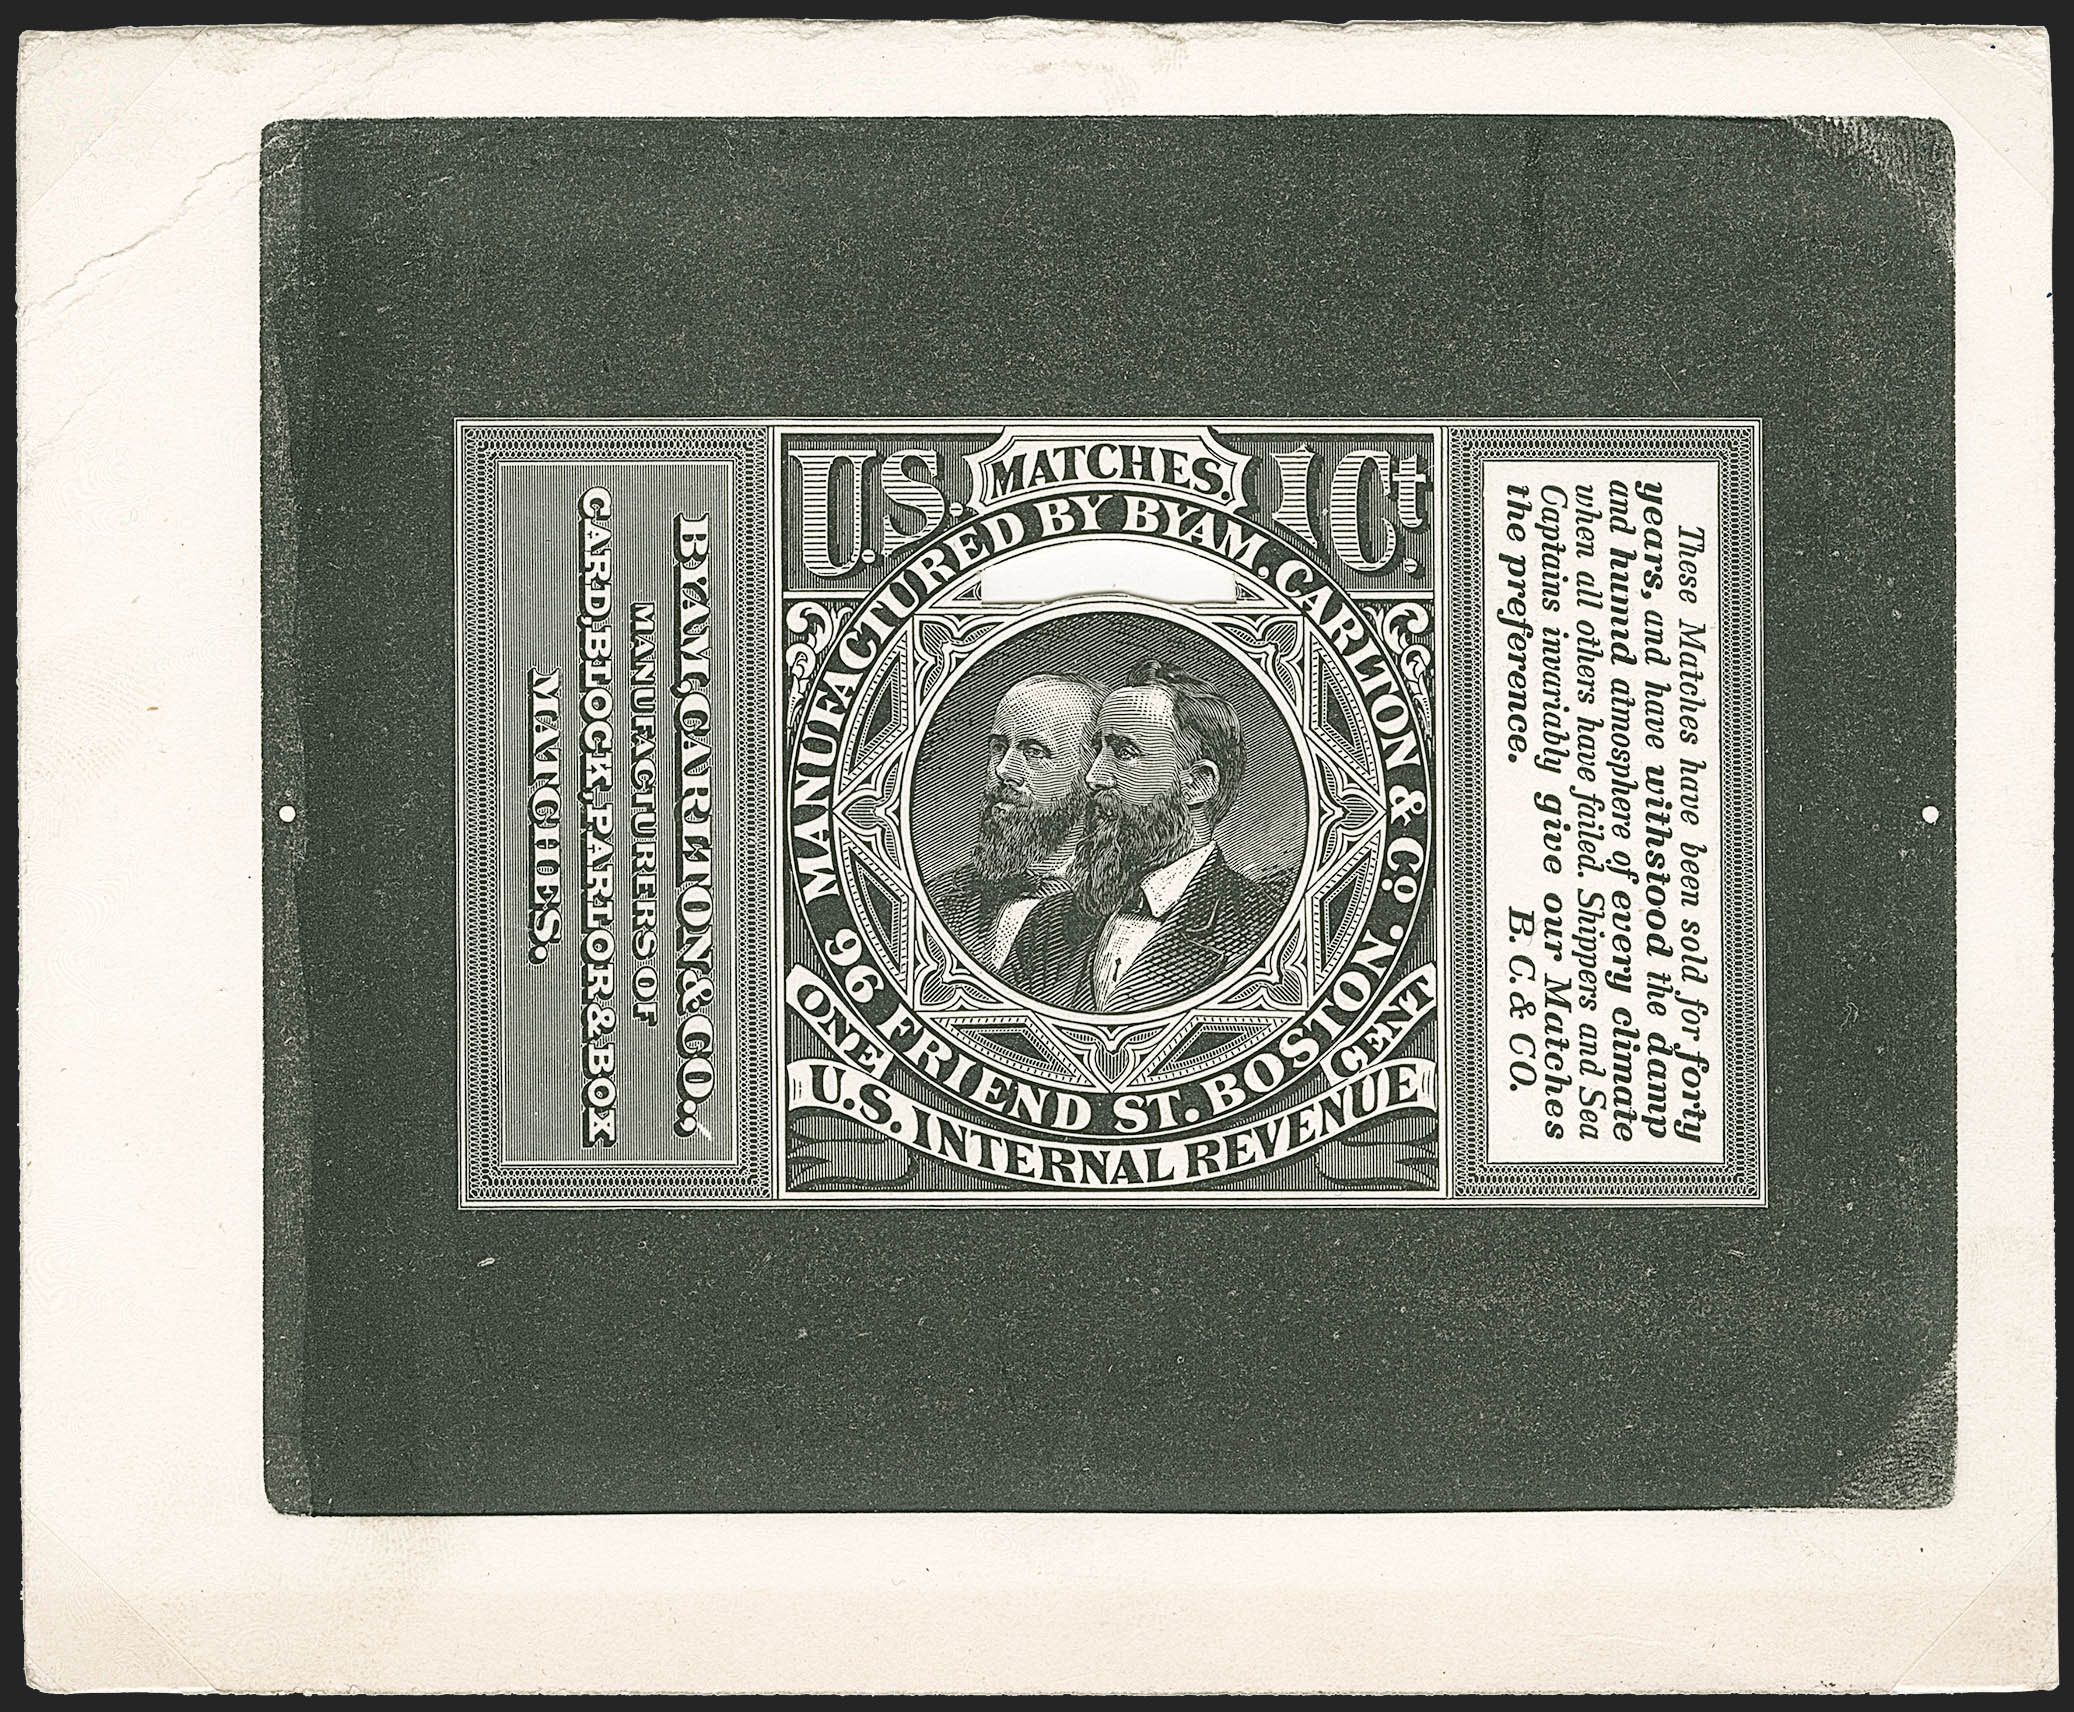 BYAM, CARLTON & CO.,
MANUFACTURERS OF
CARD, BLOCK, PARLOR & BOX
MATCHES.
U.S.
MATCHES.
1 Ct.
MANUFACTURED BY BYAM, CARLTON & CO.
96 FRIEND ST. BOSTON.
ONE CENT
U.S. INTERNAL REVENUE
These Matches have been sold for forty
years, and have withstood the damp
and humid atmosphere of every climate
when all others have failed. Shippers and Sea
Captains invariably give our Matches
the preference. B. C. & CO.